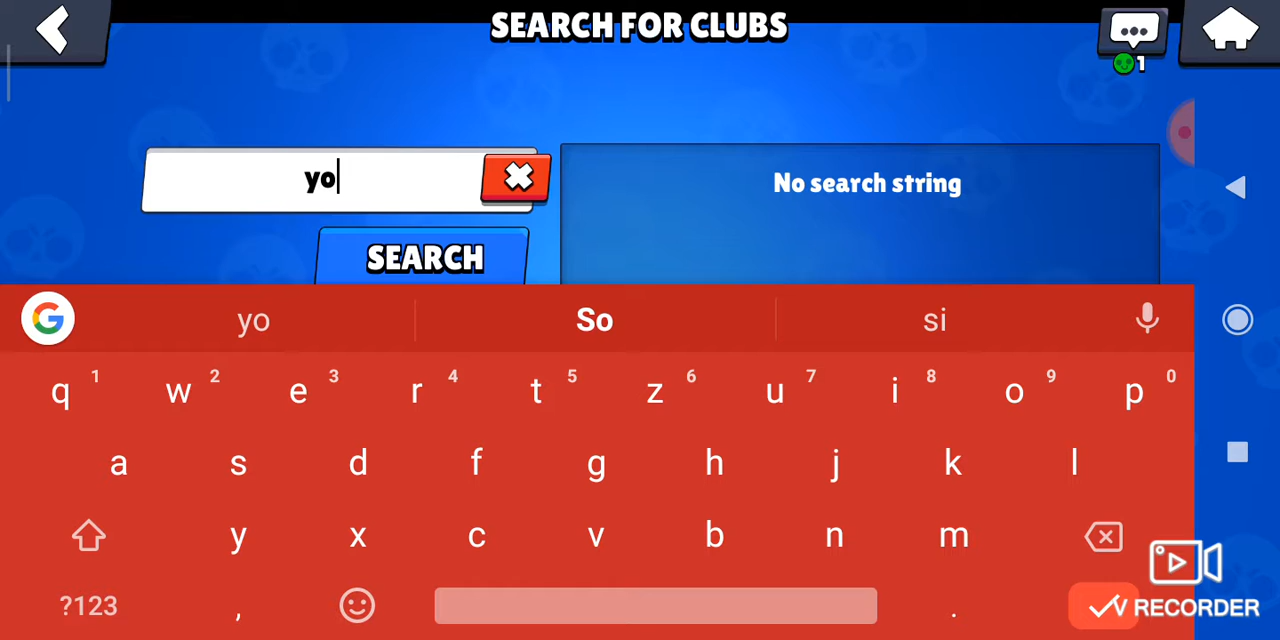 SEARCH FOR CLUBS
1
yo
No search string
SEARCH
yo So si
1 2 3 4 5 6 7 8 9 0
q w e r t z u i o p
a s d f g h j k l
y x c v b n m
?123 , .
V RECORDER